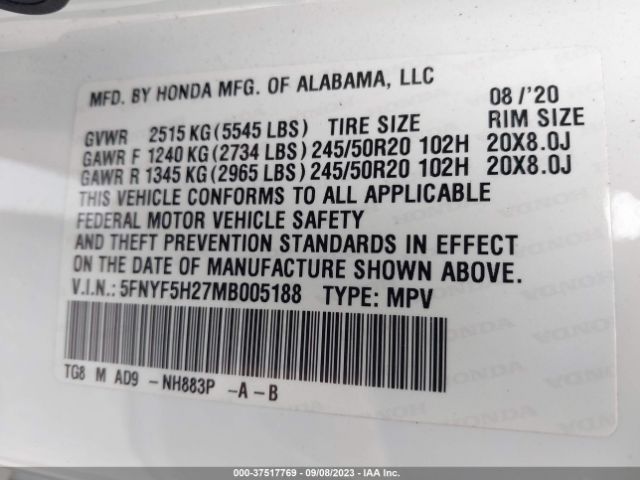 MFD. BY HONDA MFG. OF ALABAMA, LLC 08/'20
GVWR 2515 KG (5545 LBS) TIRE SIZE RIM SIZE
GAWR F 1240 KG (2734 LBS) 245/50R20 102H 20X8.0J
GAWR R 1345 KG (2965 LBS) 245/50R20 102H 20X8.0J
THIS VEHICLE CONFORMS TO ALL APPLICABLE
FEDERAL MOTOR VEHICLE SAFETY
AND THEFT PREVENTION STANDARDS IN EFFECT
ON THE DATE OF MANUFACTURE SHOWN ABOVE.
V.I.N.: 5FNYF5H27MB005188 TYPE: MPV
TG8 M AD9 -NH883P -A-B
HONDA HONDA HONDA
000-37517769 - 09/08/2023 - IAA Inc.